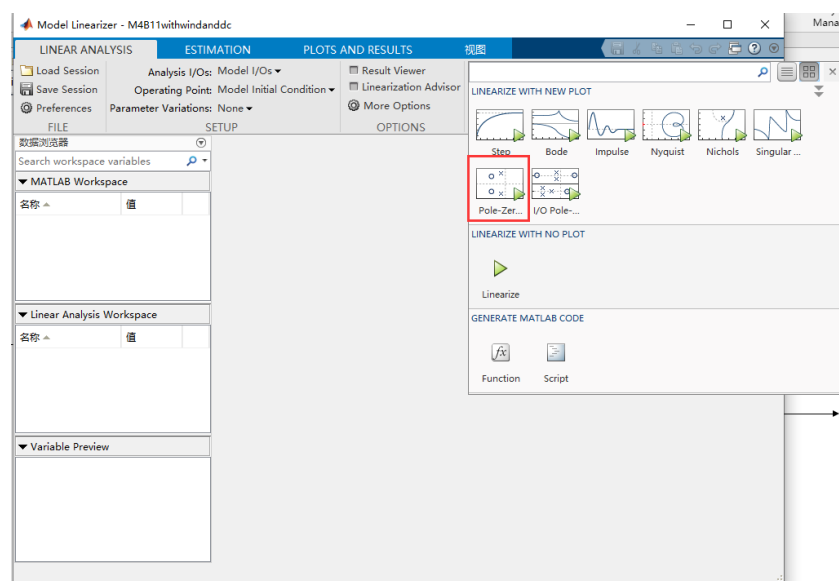 Model Linearizer - M4B11withwindanddc
Mana
LINEAR ANALYSIS
ESTIMATION
PLOTS AND RESULTS
视图
Load Session
Save Session
Preferences
FILE
Analysis I/Os: Model I/Os
Operating Point: Model Initial Condition
Parameter Variations: None
SETUP
Result Viewer
Linearization Advisor
More Options
OPTIONS
LINEARIZE WITH NEW PLOT
Step
Bode
Impulse
Nyquist
Nichols
Singular ...
Pole-Zer...
I/O Pole-...
LINEARIZE WITH NO PLOT
Linearize
GENERATE MATLAB CODE
fx
Function
Script
数据浏览器
Search workspace variables
MATLAB Workspace
名称 值
Linear Analysis Workspace
名称 值
Variable Preview